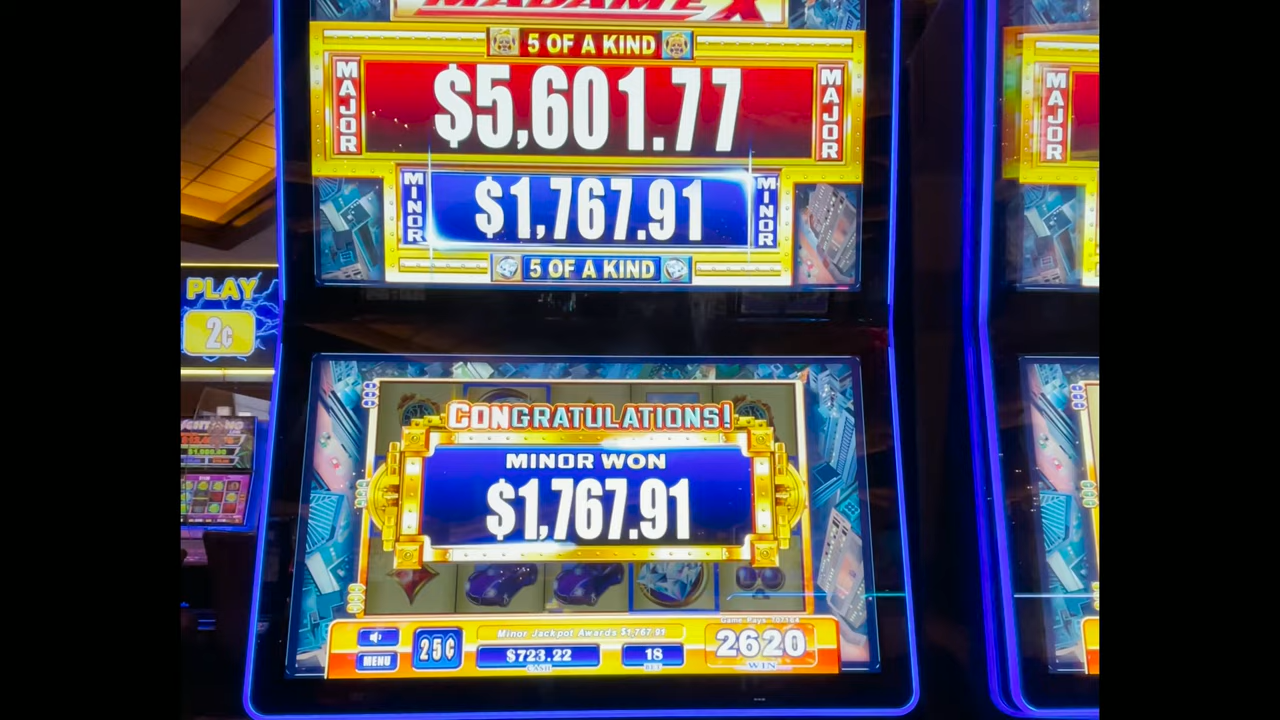 MADAME X
5 OF A KIND
MAJOR
$5,601.77
MAJOR
MAJOR
MINOR
$1,767.91
MINOR
5 OF A KIND
PLAY
2¢
CONGRATULATIONS!
MINOR WON
$1,767.91
Minor Jackpot Awards $1,767.91
25¢
MENU
$723.22
CASH
18
BET
2620
WIN